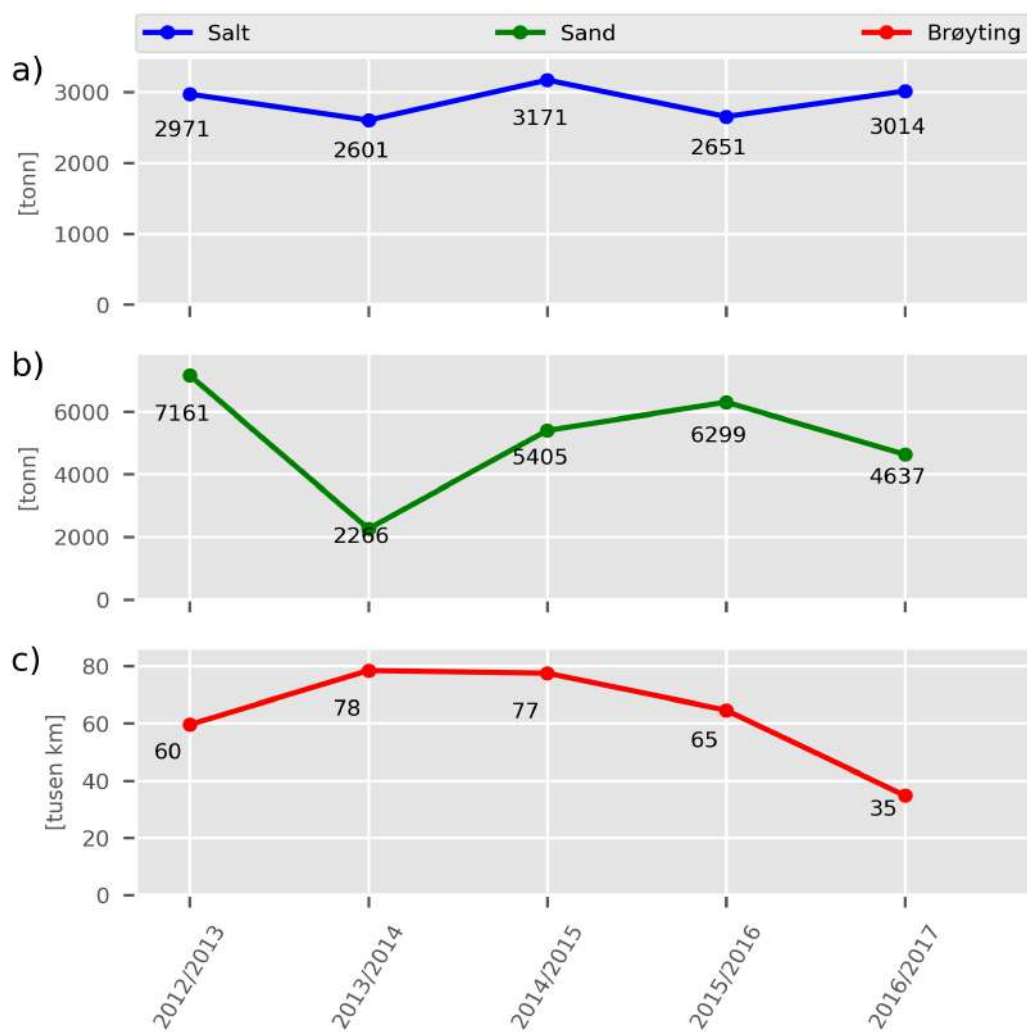 Salt Sand Brøyting
a)
3000
2000
1000
0
[tonn]
2971 2601 3171 2651 3014
b)
6000
4000
2000
0
[tonn]
7161 2266 5405 6299 4637
c)
80
60
40
20
0
[tusen km]
60 78 77 65 35
2012/2013 2013/2014 2014/2015 2015/2016 2016/2017